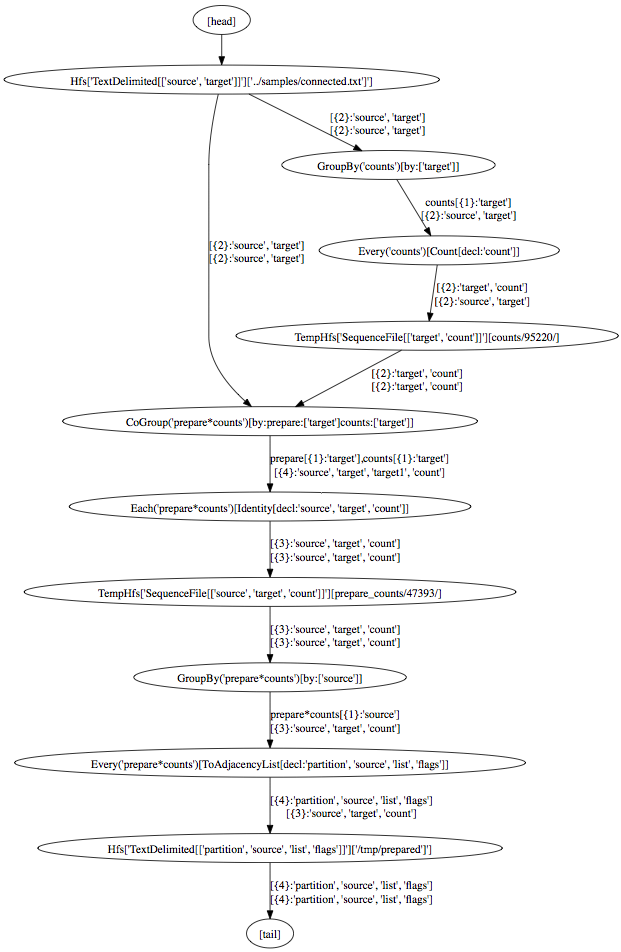 [head]
Hfs['TextDelimited[['source', 'target']]']['../samples/connected.txt']']
[{2}:'source', 'target']
[{2}:'source', 'target']
GroupBy('counts')[by:['target']]
counts[{1}:'target']
[{2}:'source', 'target']
[{2}:'source', 'target']
[{2}:'source', 'target']
Every('counts')[Count[decl:'count']]
[{2}:'target', 'count']
[{2}:'source', 'target']
TempHfs['SequenceFile[['target', 'count']]'][counts/95220/]
[{2}:'target', 'count']
[{2}:'target', 'count']
CoGroup('prepare*counts')[by:prepare:['target']counts:['target']]
prepare[{1}:'target'],counts[{1}:'target']
[{4}:'source', 'target', 'target1', 'count']
Each('prepare*counts')[Identity[decl:'source', 'target', 'count']]
[{3}:'source', 'target', 'count']
[{3}:'source', 'target', 'count']
TempHfs['SequenceFile[['source', 'target', 'count']]'][prepare_counts/47393/]
[{3}:'source', 'target', 'count']
[{3}:'source', 'target', 'count']
GroupBy('prepare*counts')[by:['source']]
prepare*counts[{1}:'source']
[{3}:'source', 'target', 'count']
Every('prepare*counts')[ToAdjacencyList[decl:'partition', 'source', 'list', 'flags']]
[{4}:'partition', 'source', 'list', 'flags']
[{3}:'source', 'target', 'count']
Hfs['TextDelimited[['partition', 'source', 'list', 'flags']]']['/tmp/prepared']']
[{4}:'partition', 'source', 'list', 'flags']
[{4}:'partition', 'source', 'list', 'flags']
[tail]